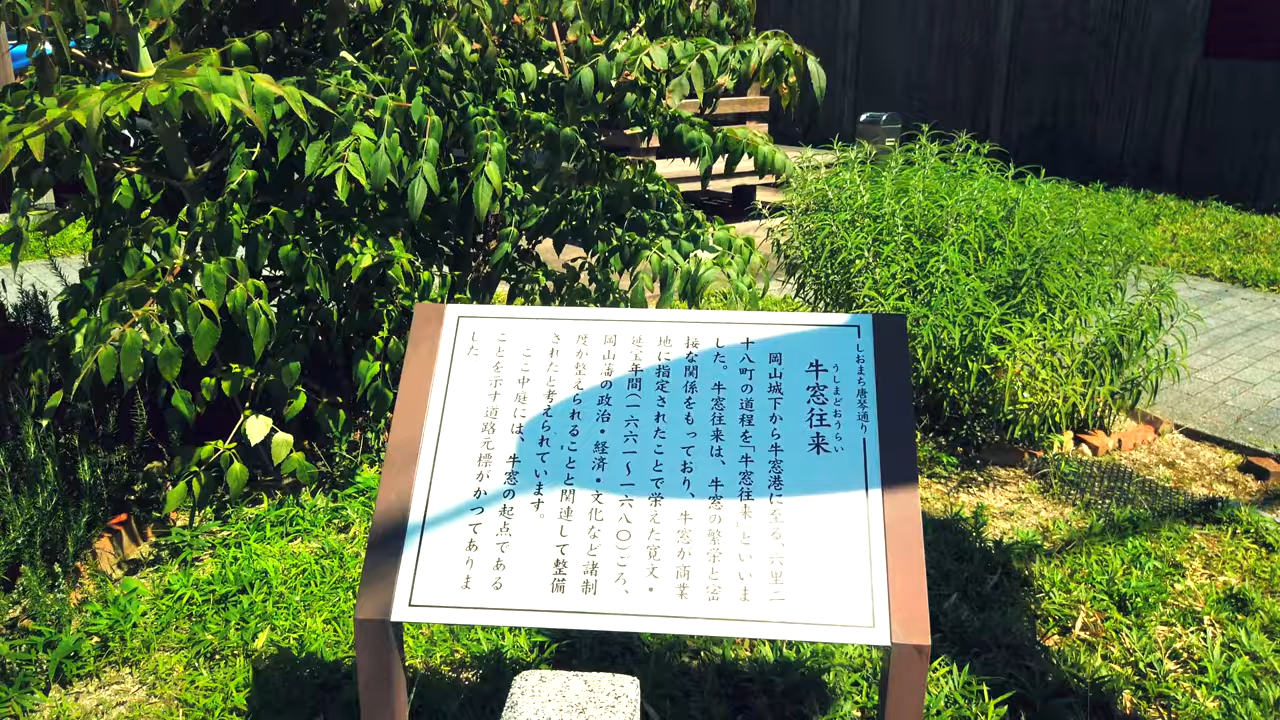 しおまち唐琴通り
うしまどおうらい
牛窓往来
岡山城下から牛窓港に至る、六里二
十八町の道程を「牛窓往来」といいま
した。牛窓往来は、牛窓の繁栄と密
接な関係をもっており、牛窓が商業
地に指定されたことで栄えた寛文・
延宝年間(一六六一～一六八〇)ごろ、
岡山藩の政治・経済・文化など諸制
度が整えられることと関連して整備
されたと考えられています。
ここ中庭には、牛窓の起点である
ことを示す道路元標がかつてありま
した